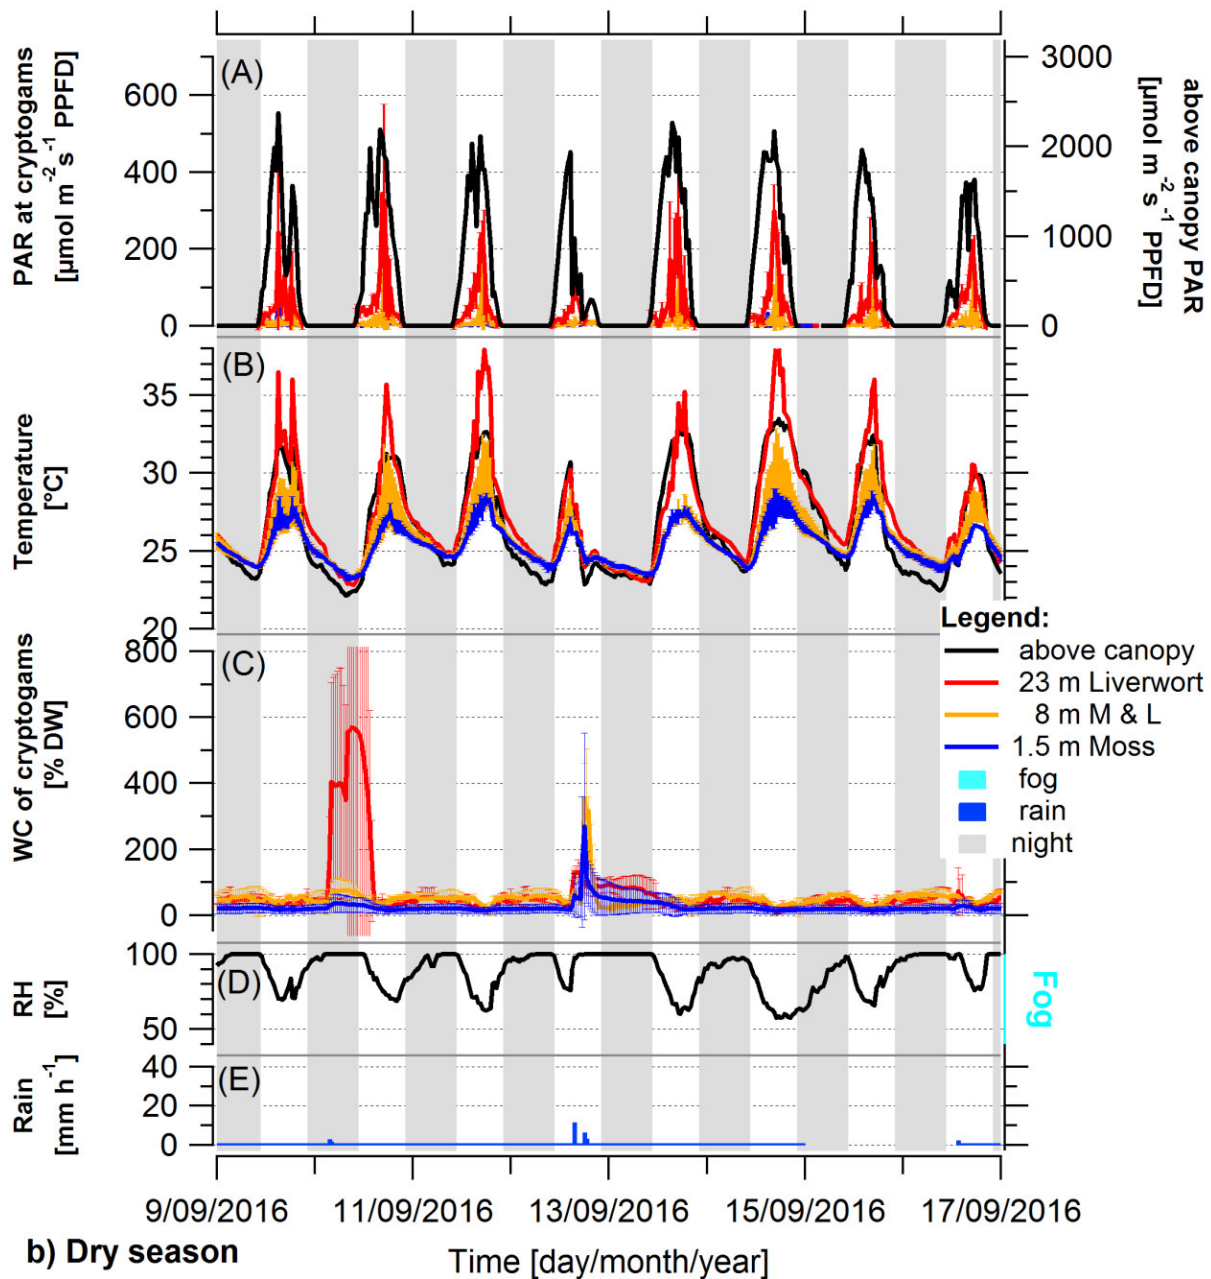 (A)
PAR at cryptogams
[µmol m⁻² s⁻¹ PPFD]
600
400
200
0
3000
2000
1000
0
above canopy PAR
[µmol m⁻² s⁻¹ PPFD]
(B)
Temperature
[°C]
35
30
25
20
(C)
WC of cryptogams
[% DW]
800
600
400
200
0
Legend:
above canopy
23 m Liverwort
8 m M & L
1.5 m Moss
fog
rain
night
(D)
RH
[%]
100
50
Fog
(E)
Rain
[mm h⁻¹]
40
20
0
9/09/2016 11/09/2016 13/09/2016 15/09/2016 17/09/2016
b) Dry season
Time [day/month/year]